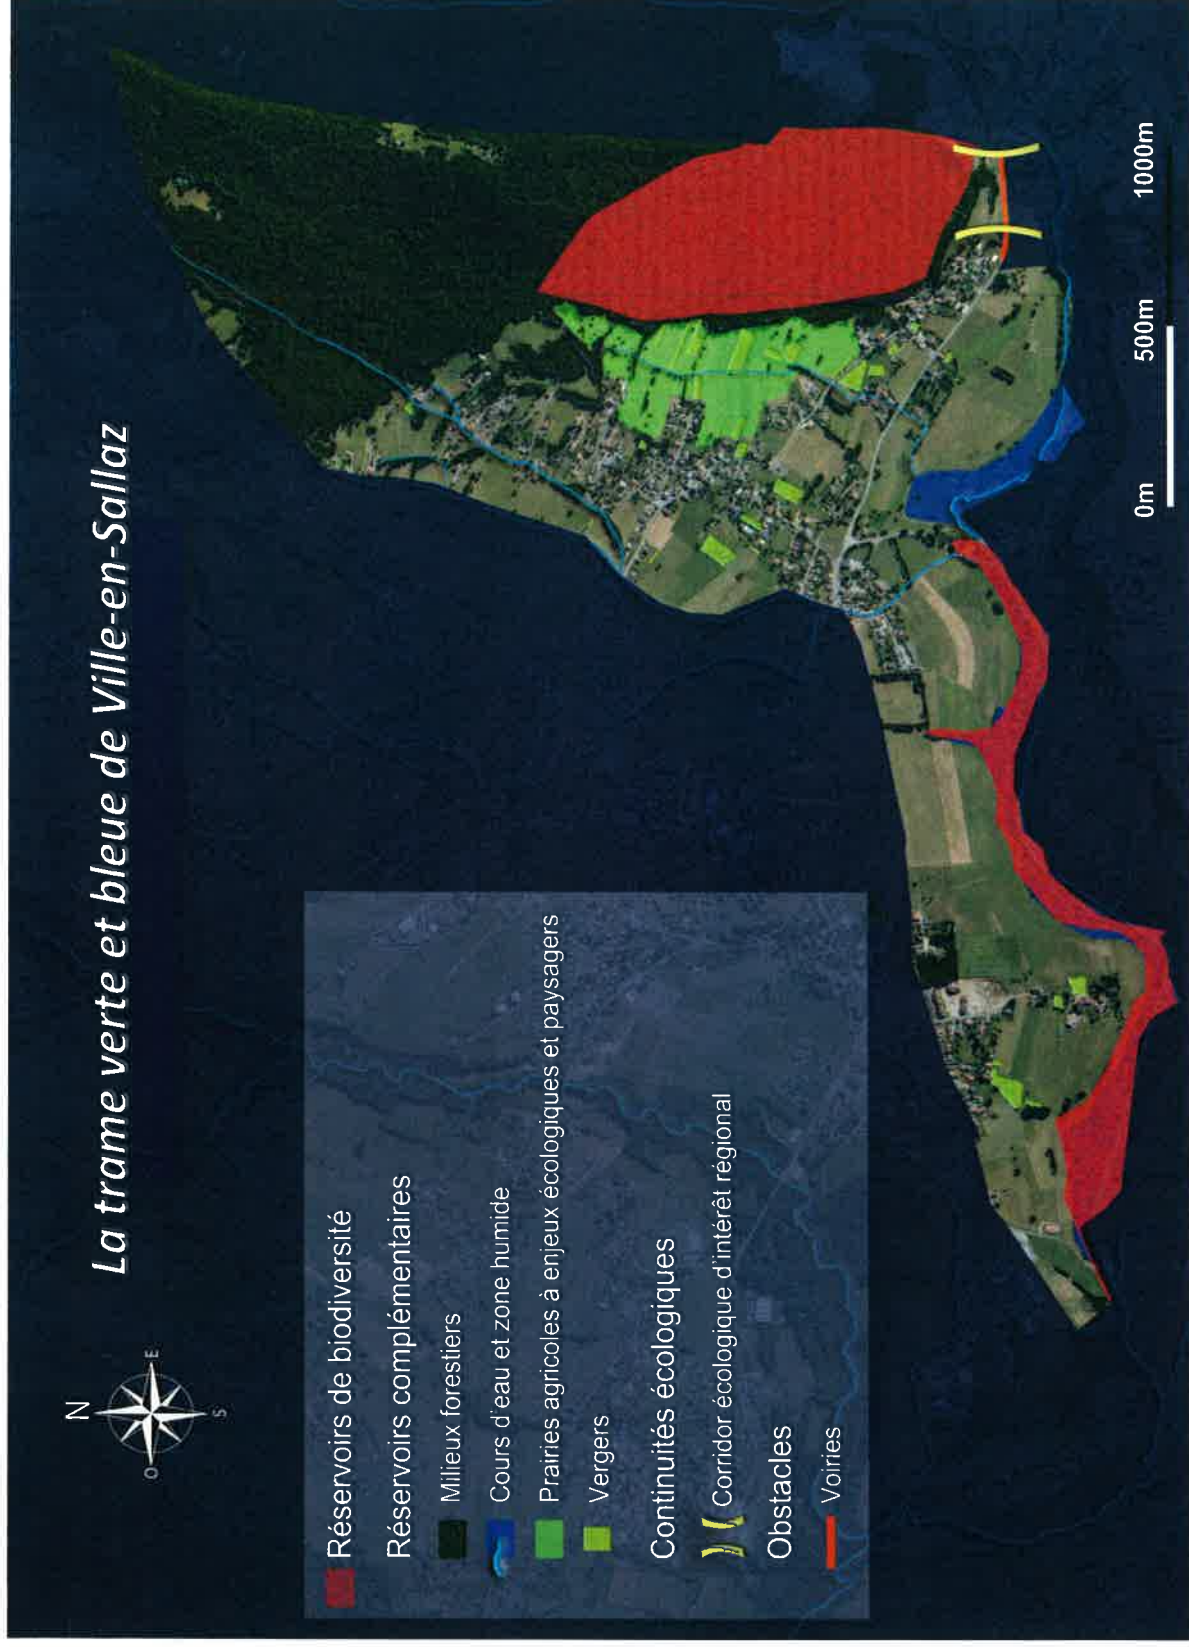 La trame verte et bleue de Ville-en-Sallaz
N
O
E
S
Réservoirs de biodiversité
Réservoirs complémentaires
Milieux forestiers
Cours d'eau et zone humide
Prairies agricoles à enjeux écologiques et paysagers
Vergers
Continuités écologiques
Corridor écologique d'intérêt régional
Obstacles
Voiries
0m
500m
1000m